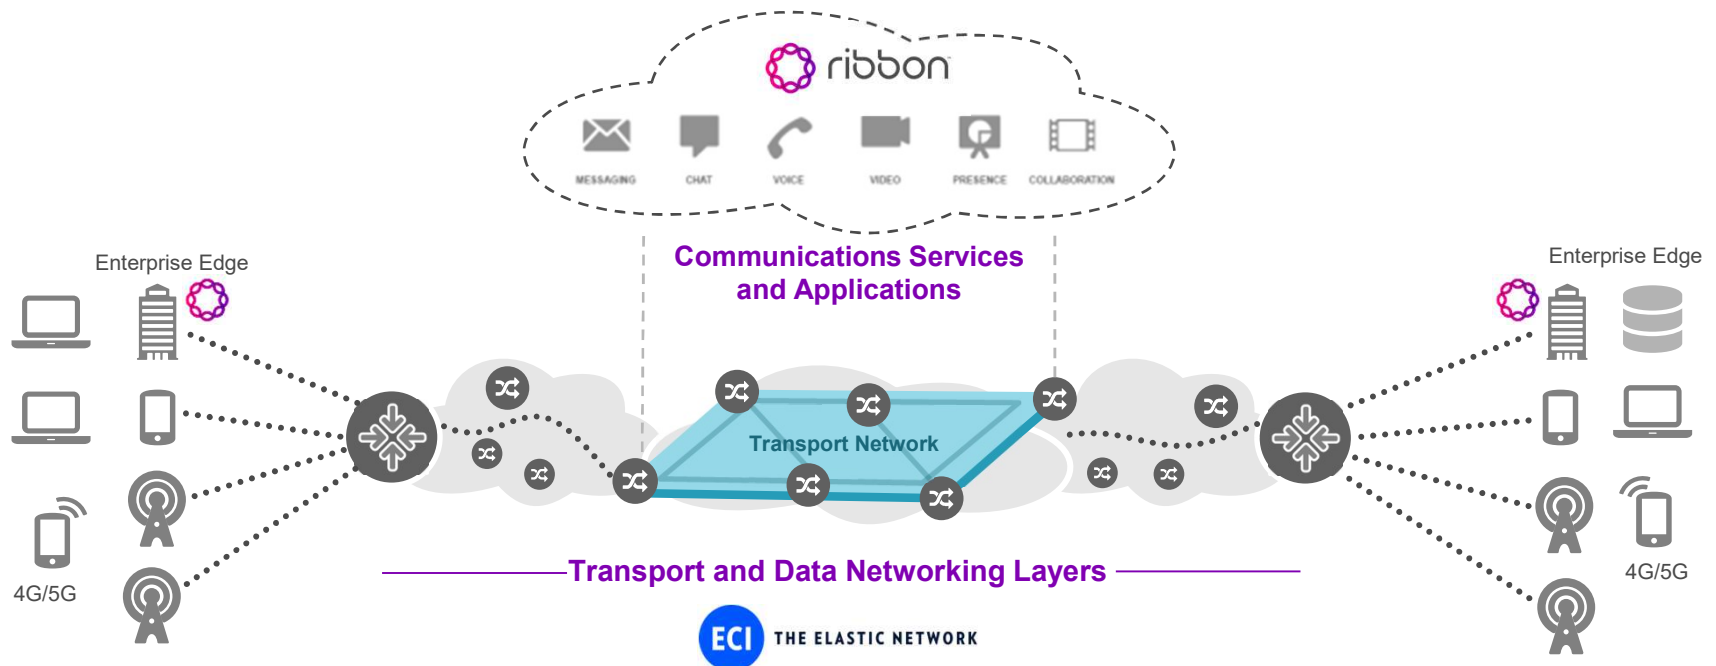 ribbon
MESSAGING CHAT VOICE VIDEO PRESENCE COLLABORATION
Communications Services
and Applications
Enterprise Edge
Enterprise Edge
Transport Network
4G/5G
4G/5G
Transport and Data Networking Layers
ECI THE ELASTIC NETWORK